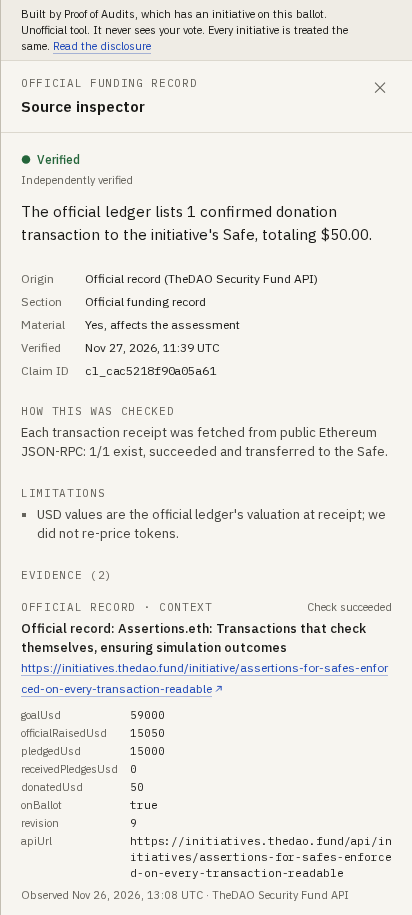 Built by Proof of Audits, which has an initiative on this ballot.
Unofficial tool. It never sees your vote. Every initiative is treated the
same. Read the disclosure
OFFICIAL FUNDING RECORD
Source inspector
Verified
Independently verified
The official ledger lists 1 confirmed donation
transaction to the initiative's Safe, totaling $50.00.
Origin Official record (TheDAO Security Fund API)
Section Official funding record
Material Yes, affects the assessment
Verified Nov 27, 2026, 11:39 UTC
Claim ID cl_cac5218f90a05a61
HOW THIS WAS CHECKED
Each transaction receipt was fetched from public Ethereum
JSON-RPC: 1/1 exist, succeeded and transferred to the Safe.
LIMITATIONS
▪ USD values are the official ledger's valuation at receipt; we
did not re-price tokens.
EVIDENCE (2)
OFFICIAL RECORD · CONTEXT Check succeeded
Official record: Assertions.eth: Transactions that check
themselves, ensuring simulation outcomes
https://initiatives.thedao.fund/initiative/assertions-for-safes-enfor
ced-on-every-transaction-readable ↗
goalUsd 59000
officialRaisedUsd 15050
pledgedUsd 15000
receivedPledgesUsd 0
donatedUsd 50
onBallot true
revision 9
apiUrl https://initiatives.thedao.fund/api/in
itiatives/assertions-for-safes-enforce
d-on-every-transaction-readable
Observed Nov 26, 2026, 13:08 UTC · TheDAO Security Fund API